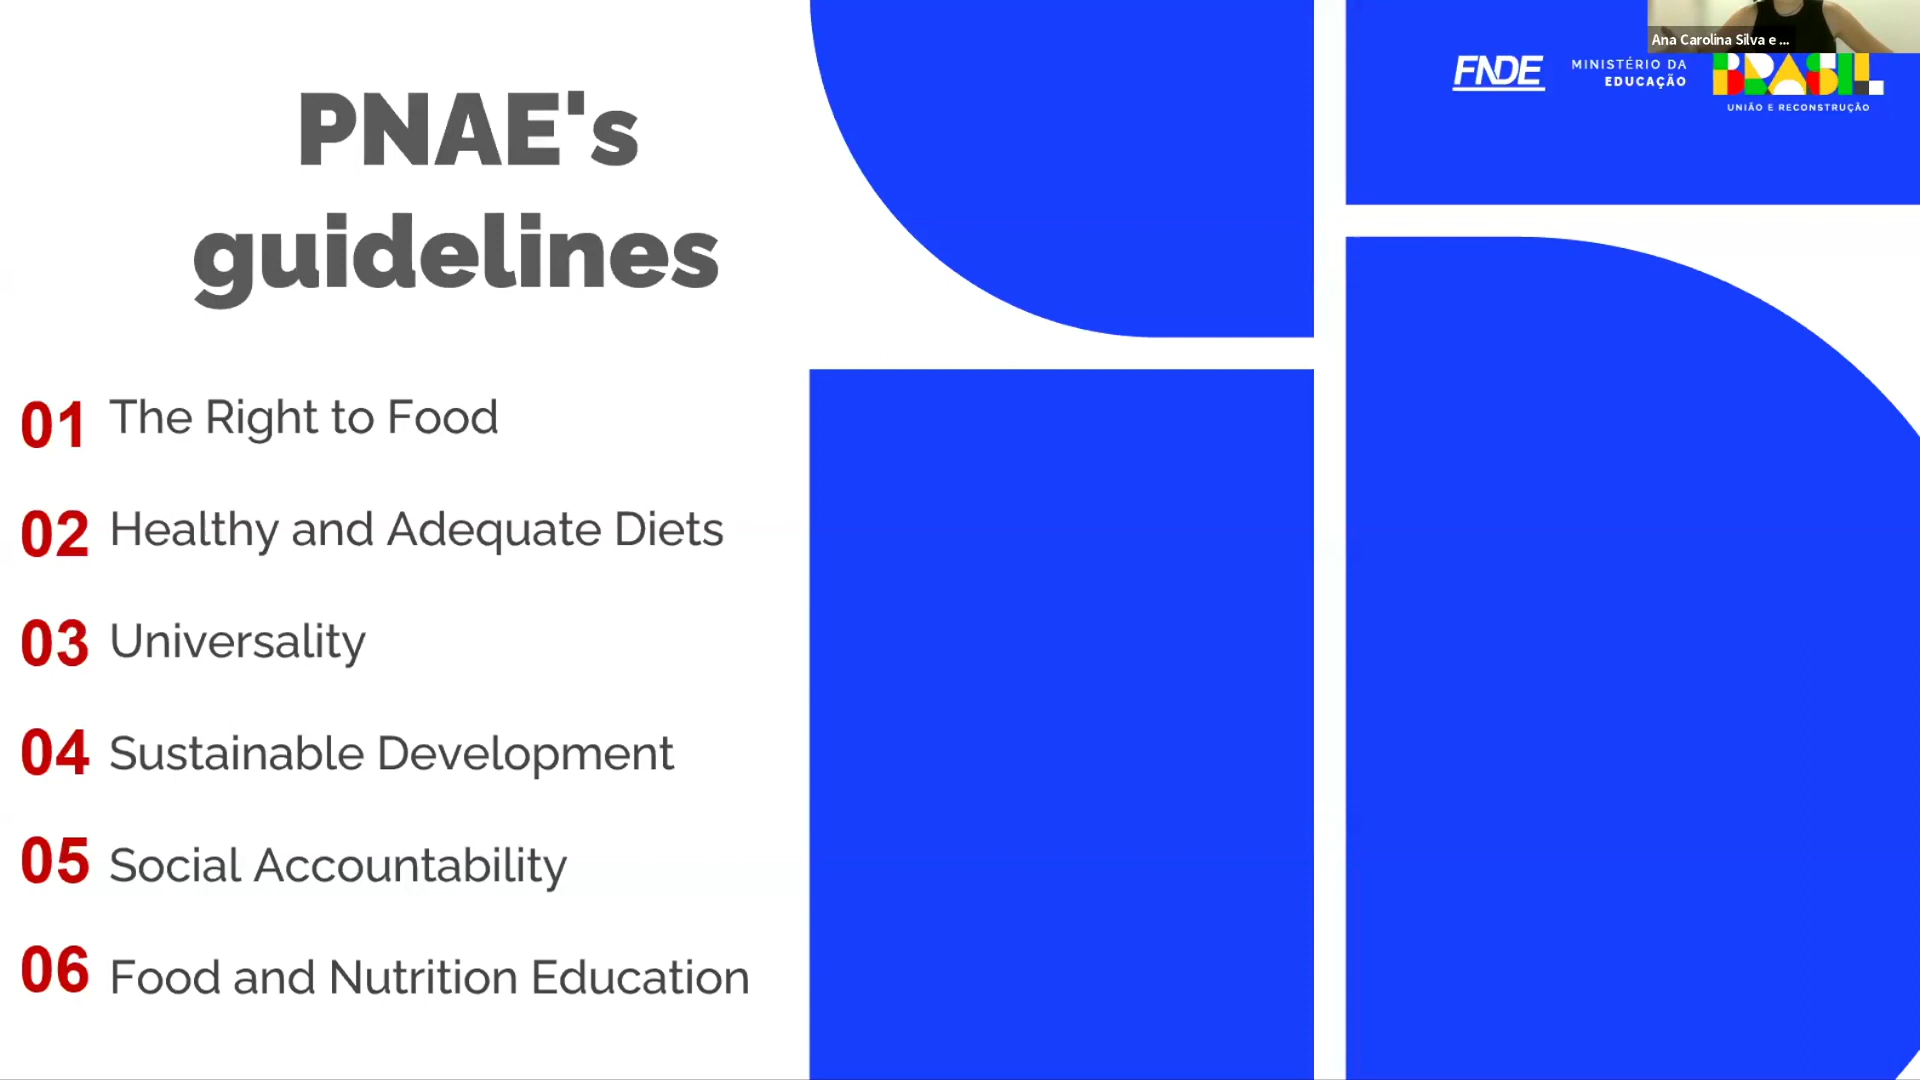 Ana Carolina Silva e ...
FNDE
MINISTÉRIO DA
EDUCAÇÃO
BRASIL
UNIÃO E RECONSTRUÇÃO
PNAE's
guidelines
01 The Right to Food
02 Healthy and Adequate Diets
03 Universality
04 Sustainable Development
05 Social Accountability
06 Food and Nutrition Education